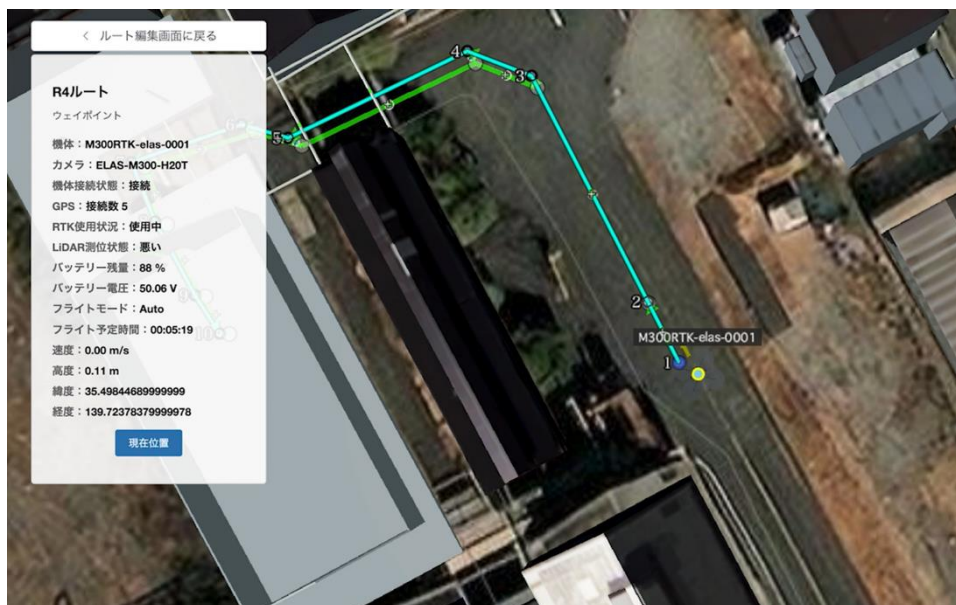 〈 ルート編集画面に戻る
R4ルート
ウェイポイント
機体：M300RTK-elas-0001
カメラ：ELAS-M300-H20T
機体接続状態：接続
GPS：接続数 5
RTK使用状況：使用中
LiDAR測位状態：悪い
バッテリー残量：88 %
バッテリー電圧：50.06 V
フライトモード：Auto
フライト予定時間：00:05:19
速度：0.00 m/s
高度：0.11 m
緯度：35.49844689999999
経度：139.72378379999978
現在位置
4
3
5
6
2
M300RTK-elas-0001
1
9
10